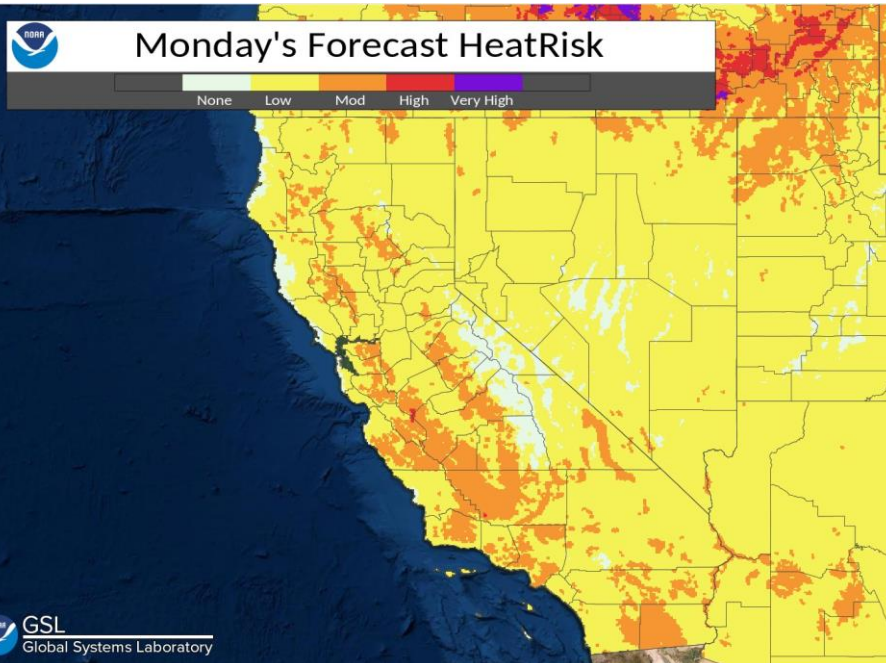 NOAA
Monday's Forecast HeatRisk
None Low Mod High Very High
GSL
Global Systems Laboratory